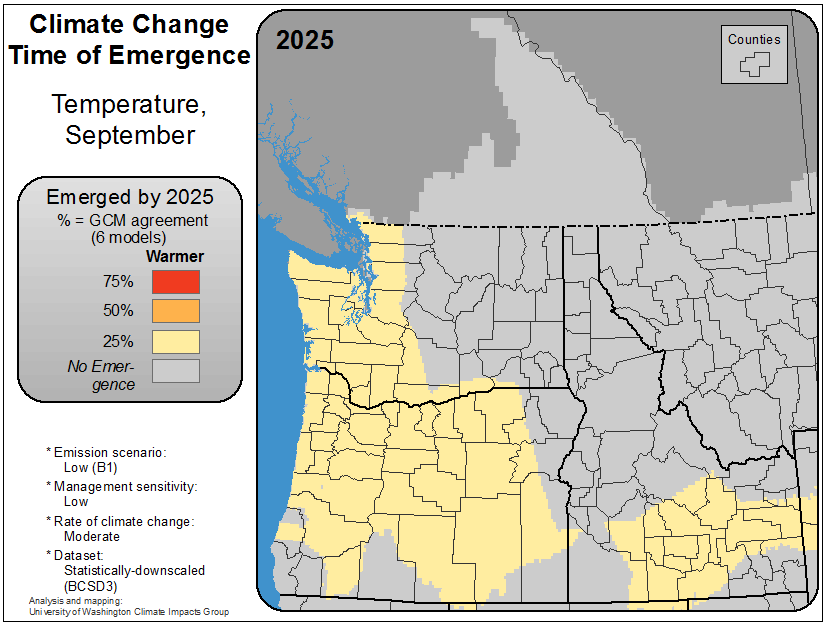 Climate Change
Time of Emergence
Temperature,
September
Emerged by 2025
% = GCM agreement
(6 models)
Warmer
75%
50%
25%
No Emer-
gence
* Emission scenario:
Low (B1)
* Management sensitivity:
Low
* Rate of climate change:
Moderate
* Dataset:
Statistically-downscaled
(BCSD3)
Analysis and mapping:
University of Washington Climate Impacts Group
2025
Counties